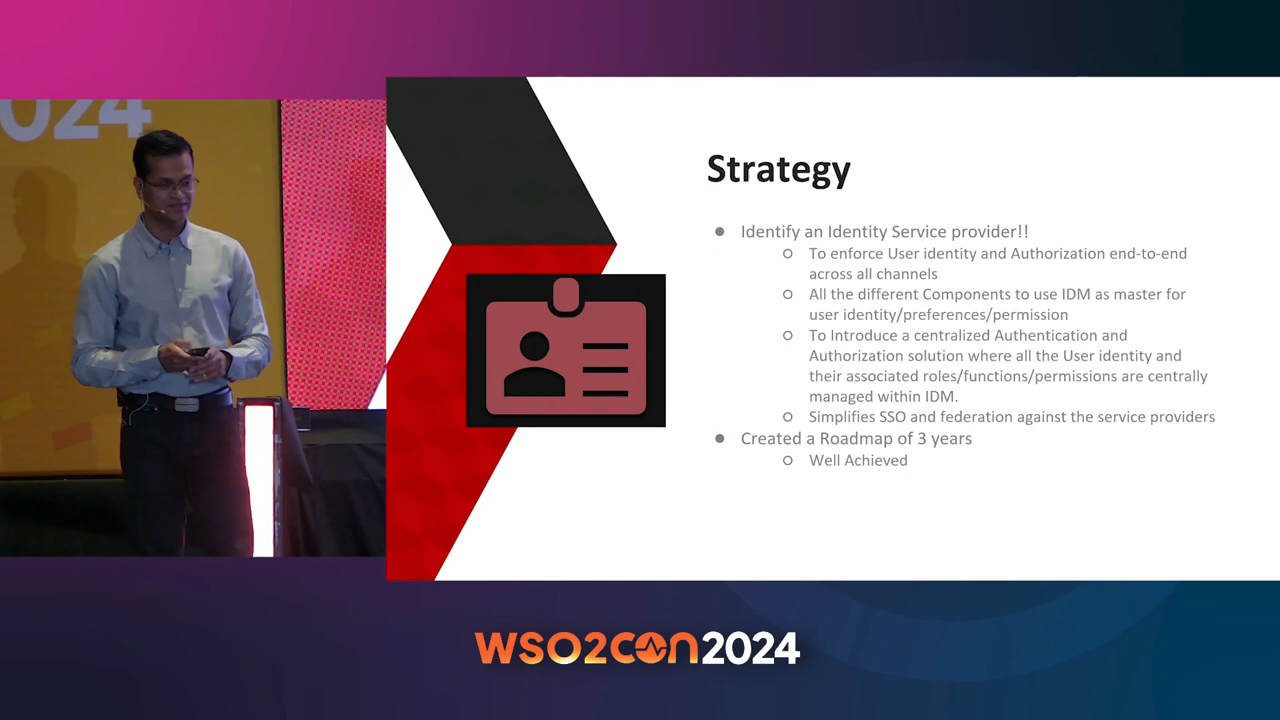 024
Strategy
● Identify an Identity Service provider!!
○ To enforce User identity and Authorization end-to-end
across all channels
○ All the different Components to use IDM as master for
user identity/preferences/permission
○ To Introduce a centralized Authentication and
Authorization solution where all the User identity and
their associated roles/functions/permissions are centrally
managed within IDM.
○ Simplifies SSO and federation against the service providers
● Created a Roadmap of 3 years
○ Well Achieved
WSO2CON2024